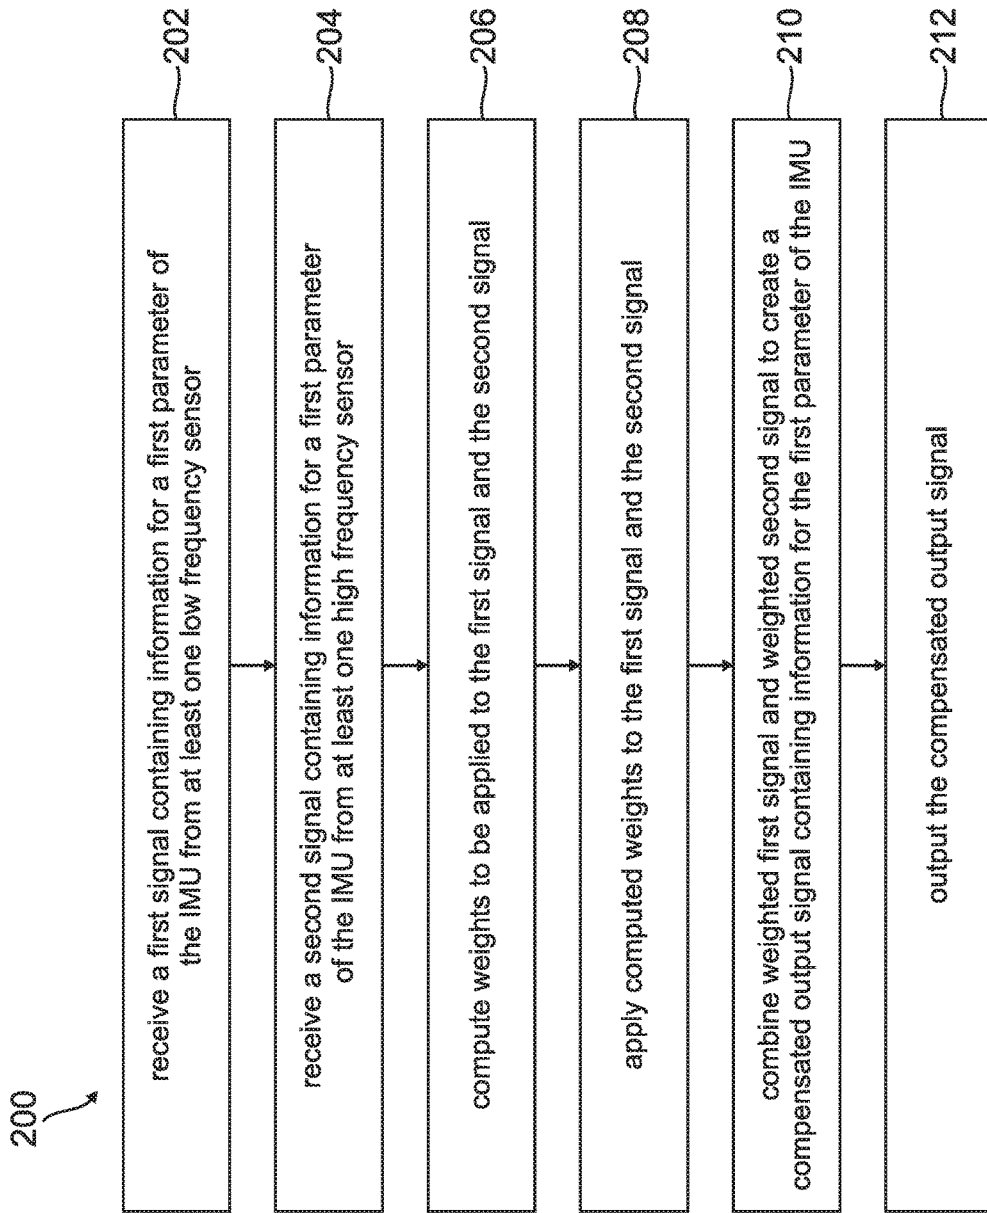 200
receive a first signal containing information for a first parameter of
the IMU from at least one low frequency sensor
202
receive a second signal containing information for a first parameter
of the IMU from at least one high frequency sensor
204
compute weights to be applied to the first signal and the second signal
206
apply computed weights to the first signal and the second signal
208
combine weighted first signal and weighted second signal to create a
compensated output signal containing information for the first parameter of the IMU
210
output the compensated output signal
212